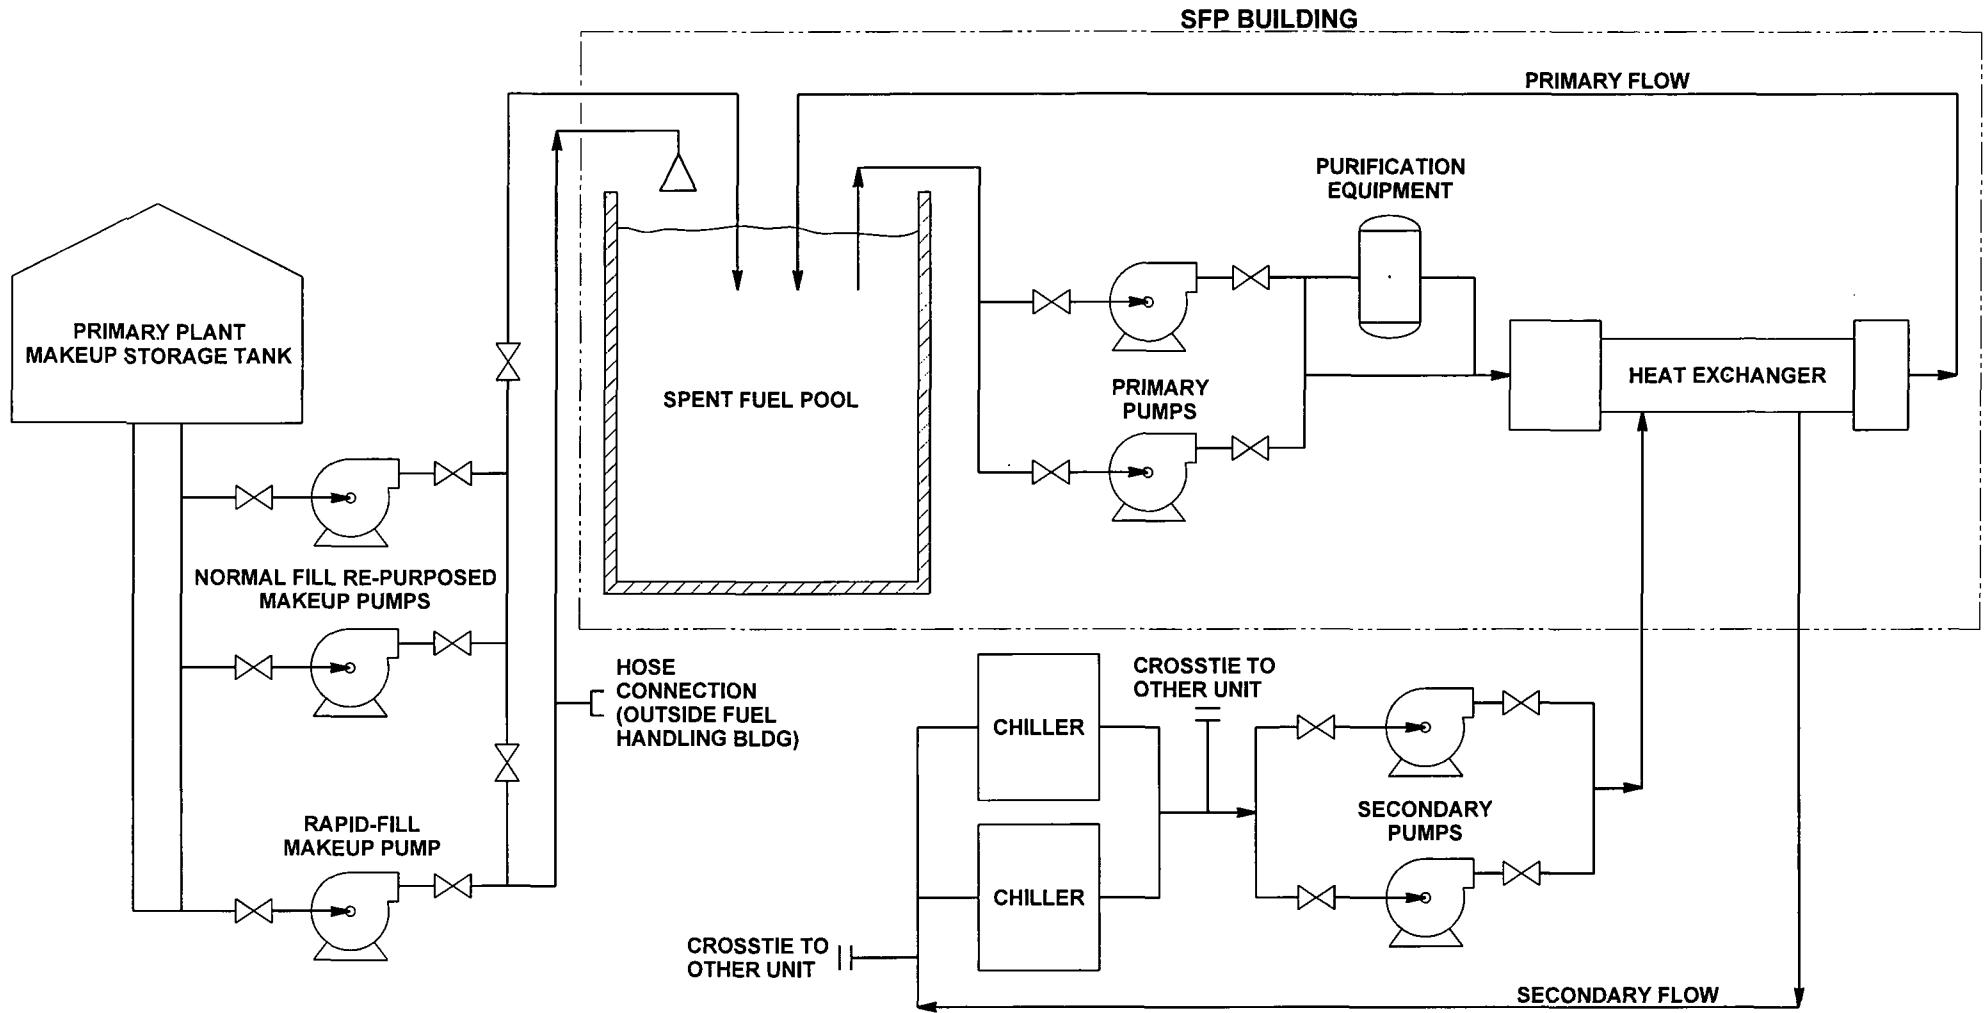 SFP BUILDING
PRIMARY FLOW
PURIFICATION
EQUIPMENT
PRIMARY PLANT
MAKEUP STORAGE TANK
SPENT FUEL POOL
PRIMARY
PUMPS
HEAT EXCHANGER
NORMAL FILL RE-PURPOSED
MAKEUP PUMPS
HOSE
CONNECTION
(OUTSIDE FUEL
HANDLING BLDG)
CROSSTIE TO
OTHER UNIT
CHILLER
RAPID-FILL
MAKEUP PUMP
SECONDARY
PUMPS
CHILLER
CROSSTIE TO
OTHER UNIT
SECONDARY FLOW